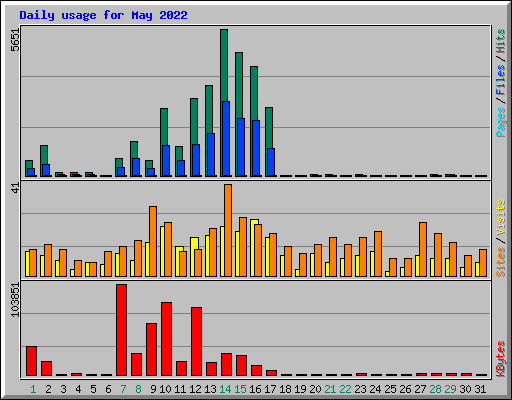 Daily usage for May 2022
5651
Pages / Files / Hits
41
Sites / Visits
103851
KBytes
1 2 3 4 5 6 7 8 9 10 11 12 13 14 15 16 17 18 19 20 21 22 23 24 25 26 27 28 29 30 31